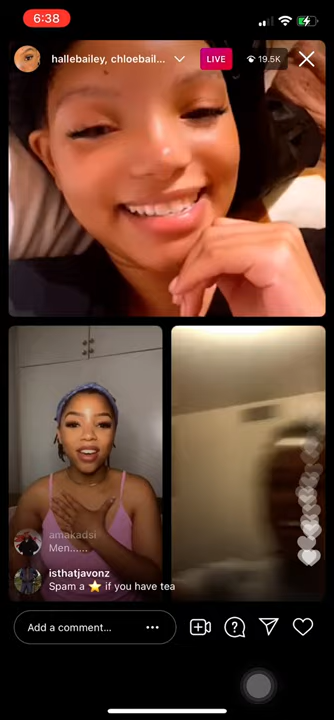 6:38
hallebailey, chloebail...
LIVE
19.5K
amakadsi
Men......
isthatjavonz
Spam a ⭐ if you have tea
Add a comment...